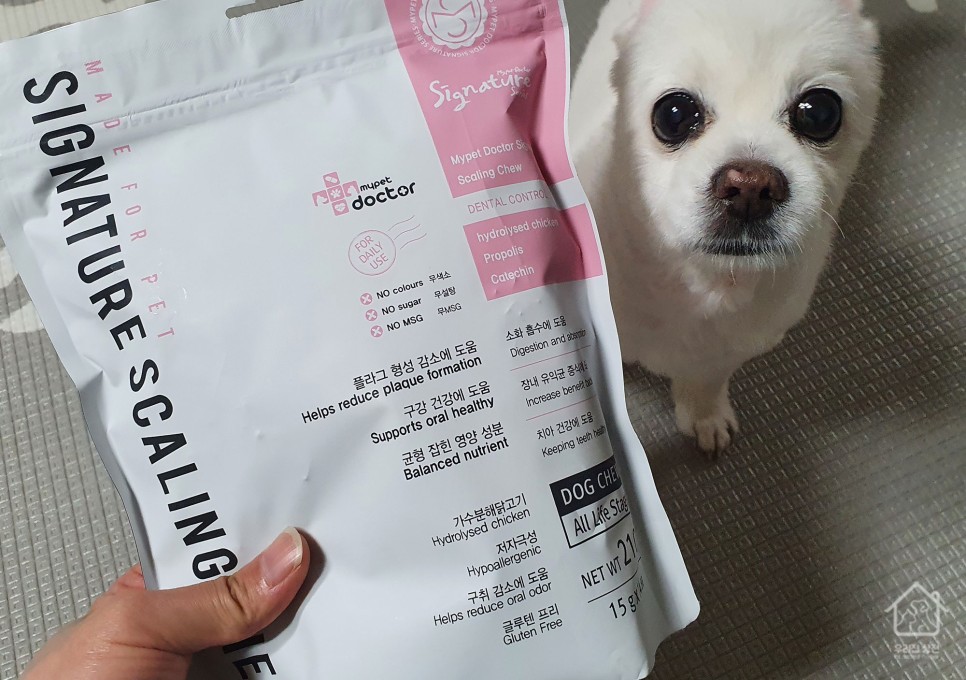 MADE FOR PET
SIGNATURE SCALING
Signature
Mypet Doctor
Scaling Chew
DENTAL CONTROL
hydrolysed chicken
Propolis
Catechin
mypet
doctor
FOR
DAILY
USE
NO colours 무색소
NO sugar 무설탕
NO MSG 무MSG
플라그 형성 감소에 도움
Helps reduce plaque formation
구강 건강에 도움
Supports oral healthy
균형 잡힌 영양 성분
Balanced nutrient
소화 흡수에 도움
Digestion and
장내 유익균
Increase benefit
치아 건강에 도움
Keeping teeth
가수분해닭고기
Hydrolysed chicken
저자극성
Hypoallergenic
구취 감소에 도움
Helps reduce oral odor
글루텐 프리
Gluten Free
DOG
All Life
NET WT
15g